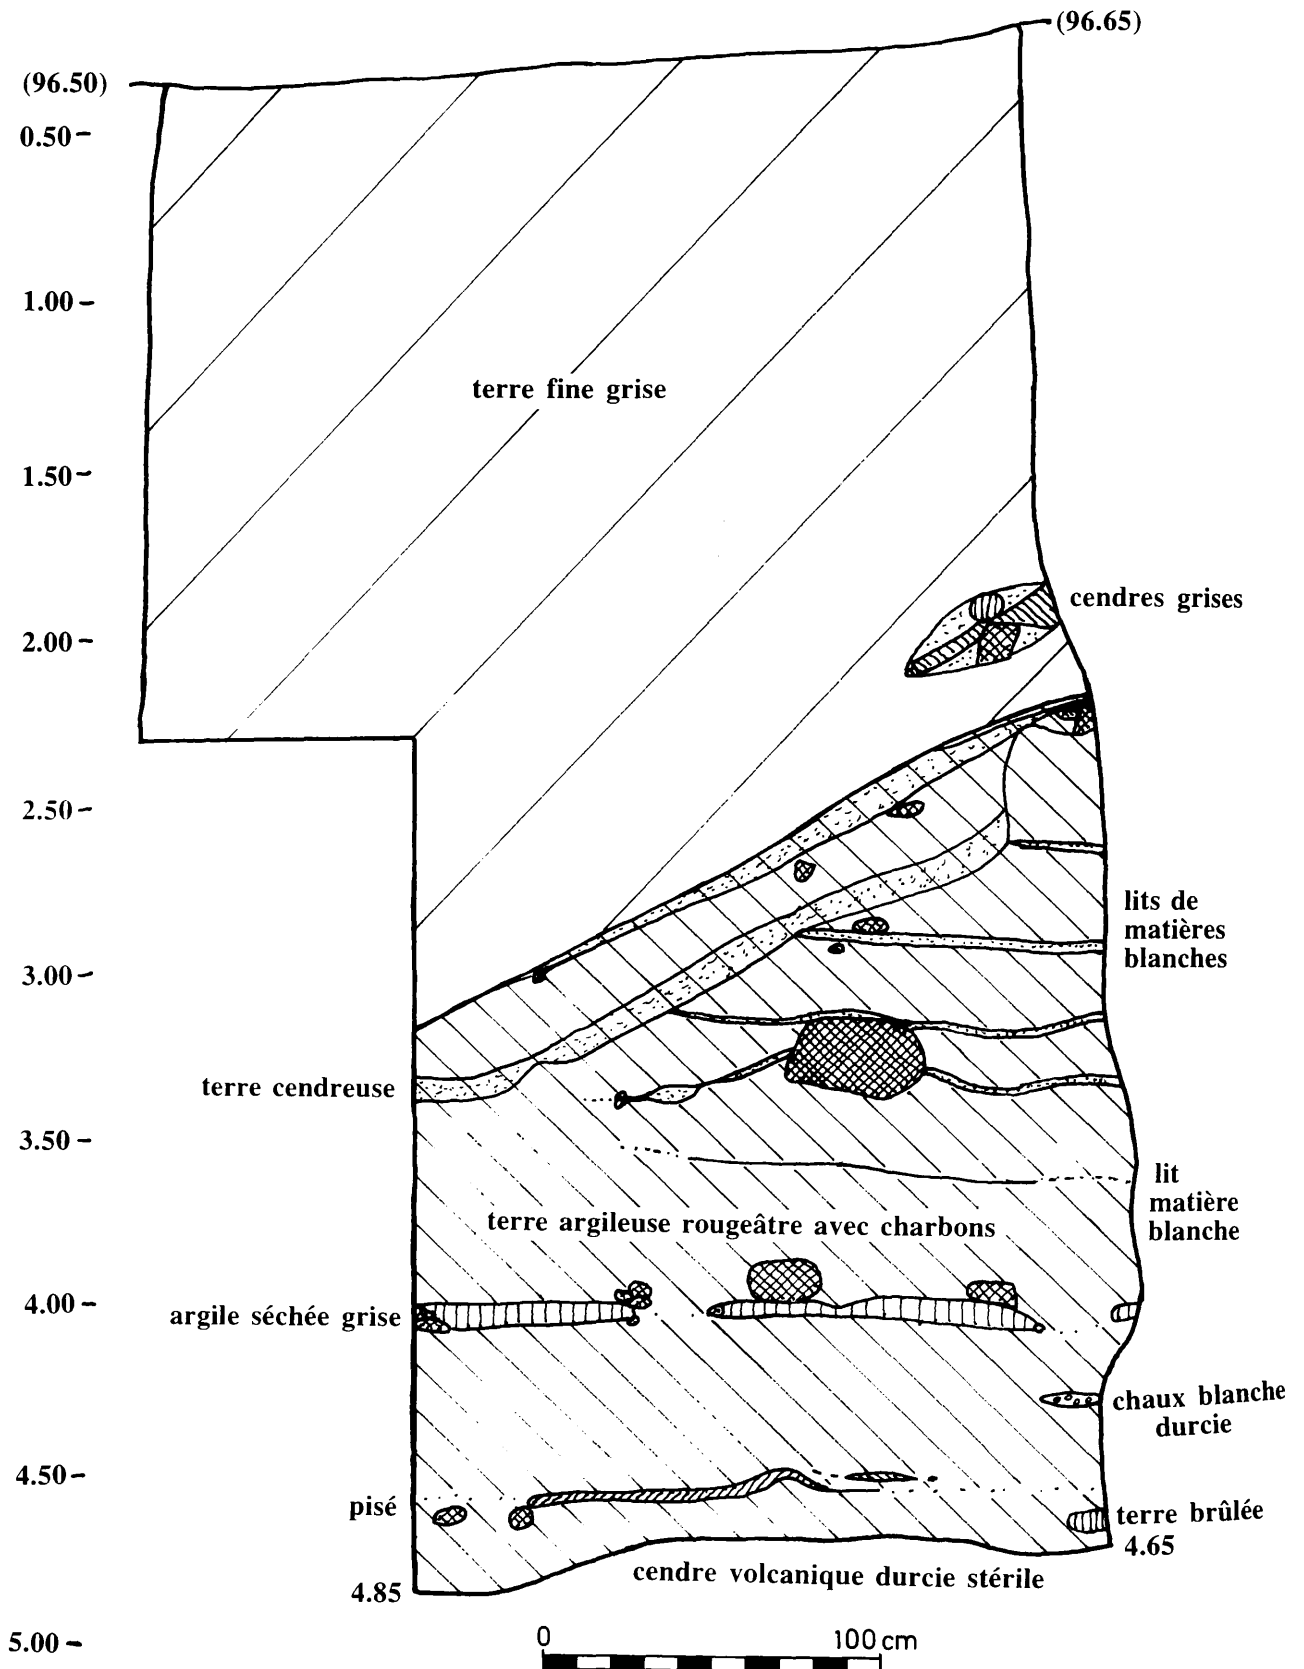 (96.65)
(96.50)
0.50
1.00
terre fine grise
1.50
cendres grises
2.00
2.50
lits de
matières
blanches
3.00
terre cendreuse
3.50
lit
matière
blanche
terre argileuse rougeâtre avec charbons
4.00
argile séchée grise
chaux blanche
durcie
4.50
pisé
terre brûlée
4.65
cendre volcanique durcie stérile
4.85
5.00
0
100 cm